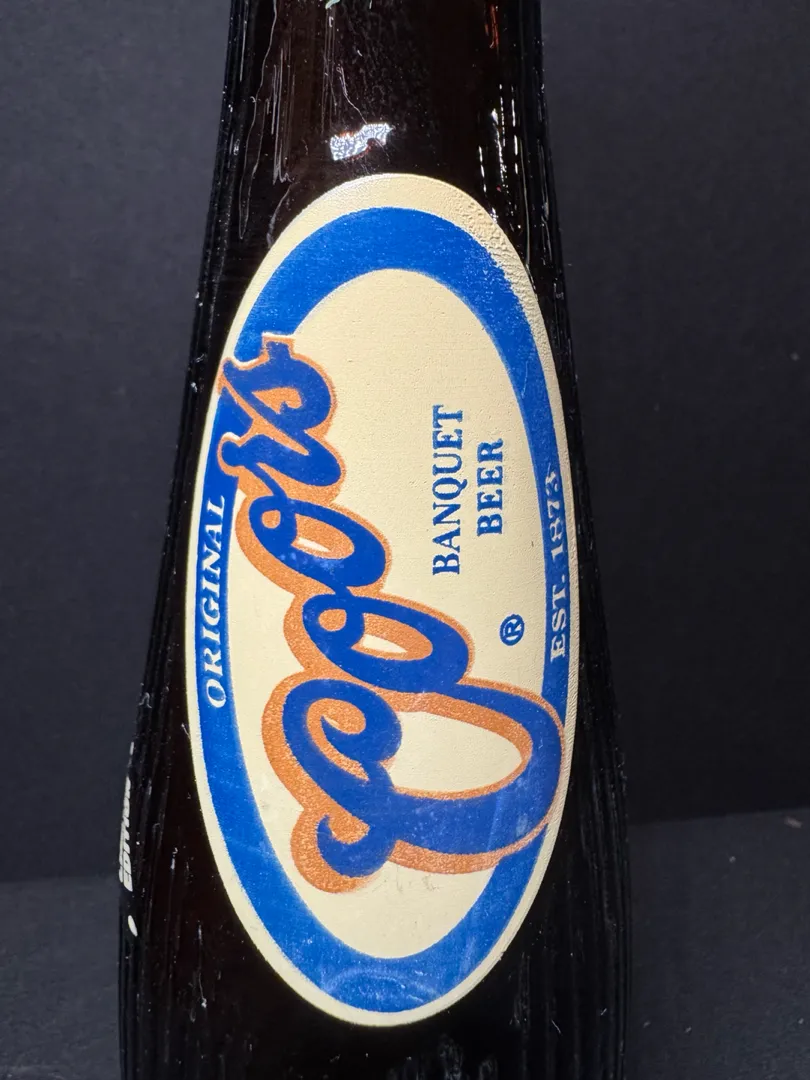 ORIGINAL
Coors
BANQUET
BEER
®
EST. 1873